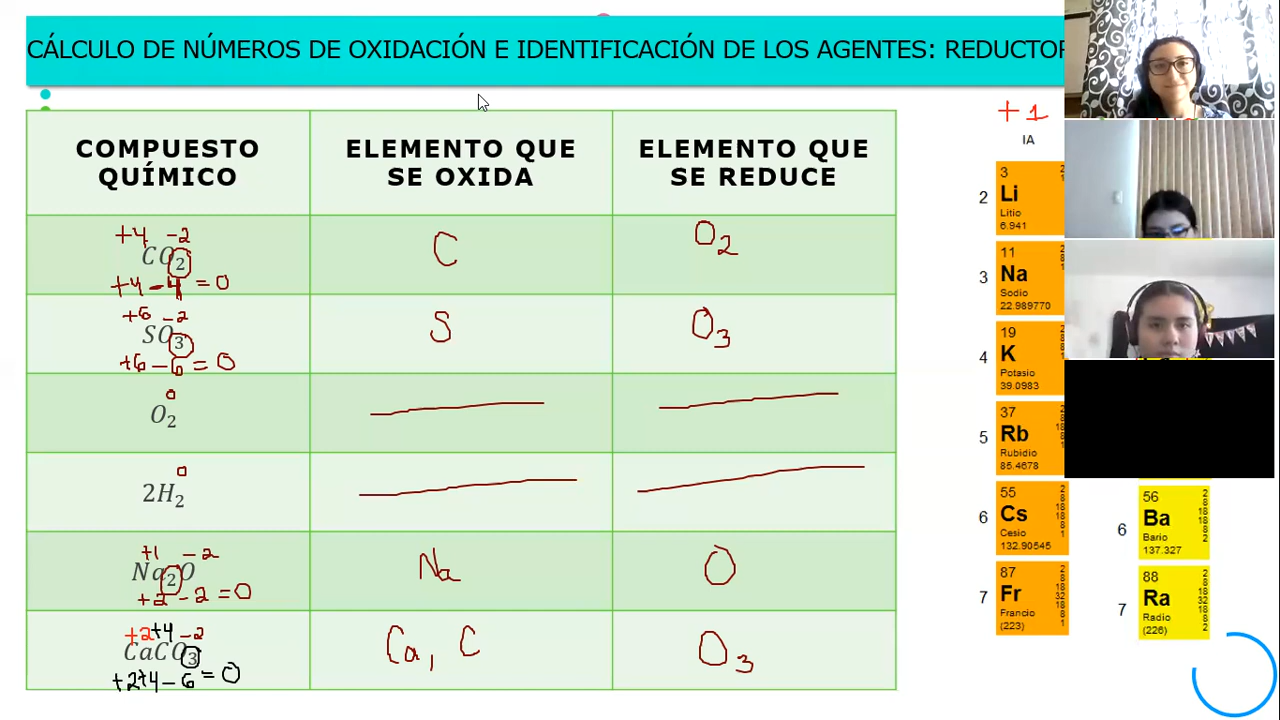 CÁLCULO DE NÚMEROS DE OXIDACIÓN E IDENTIFICACIÓN DE LOS AGENTES: REDUCTOR
COMPUESTO QUÍMICO
ELEMENTO QUE SE OXIDA
ELEMENTO QUE SE REDUCE
+4 -2
CO2
+4 - 4 = 0
C
O2
+6 -2
SO3
+6 - 6 = 0
S
O3
0
O2
0
2H2
+1 -2
Na2O
+2 - 2 = 0
Na
O
+2 +4 -2
CaCO3
+2 +4 - 6 = 0
Ca, C
O3
+1
IA
2
3
Li
Litio
6.941
3
11
Na
Sodio
22.989770
4
19
K
Potasio
39.0983
5
37
Rb
Rubidio
85.4678
6
55
Cs
Cesio
132.90545
7
87
Fr
Francio
(223)
6
56
Ba
Bario
137.327
7
88
Ra
Radio
(226)